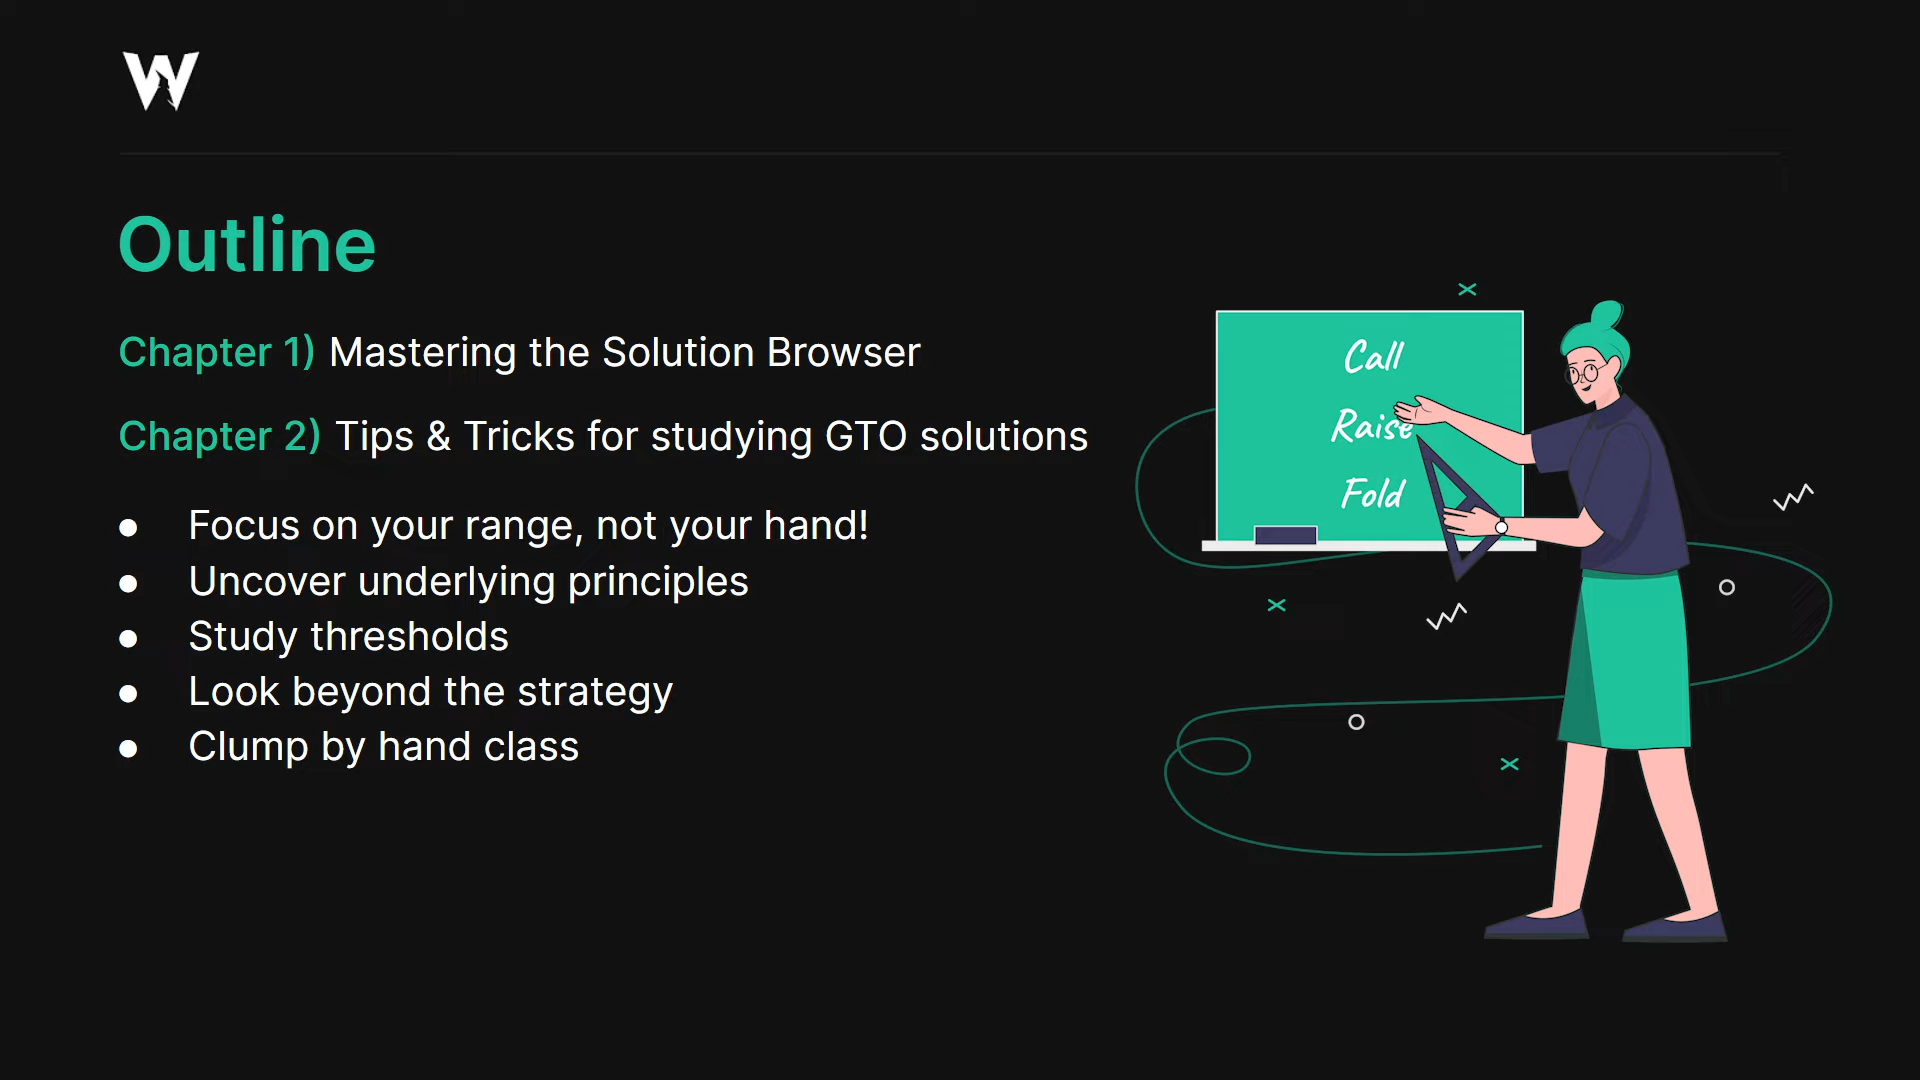 W
Outline
Chapter 1) Mastering the Solution Browser
Chapter 2) Tips & Tricks for studying GTO solutions
● Focus on your range, not your hand!
● Uncover underlying principles
● Study thresholds
● Look beyond the strategy
● Clump by hand class
Call
Raise
Fold